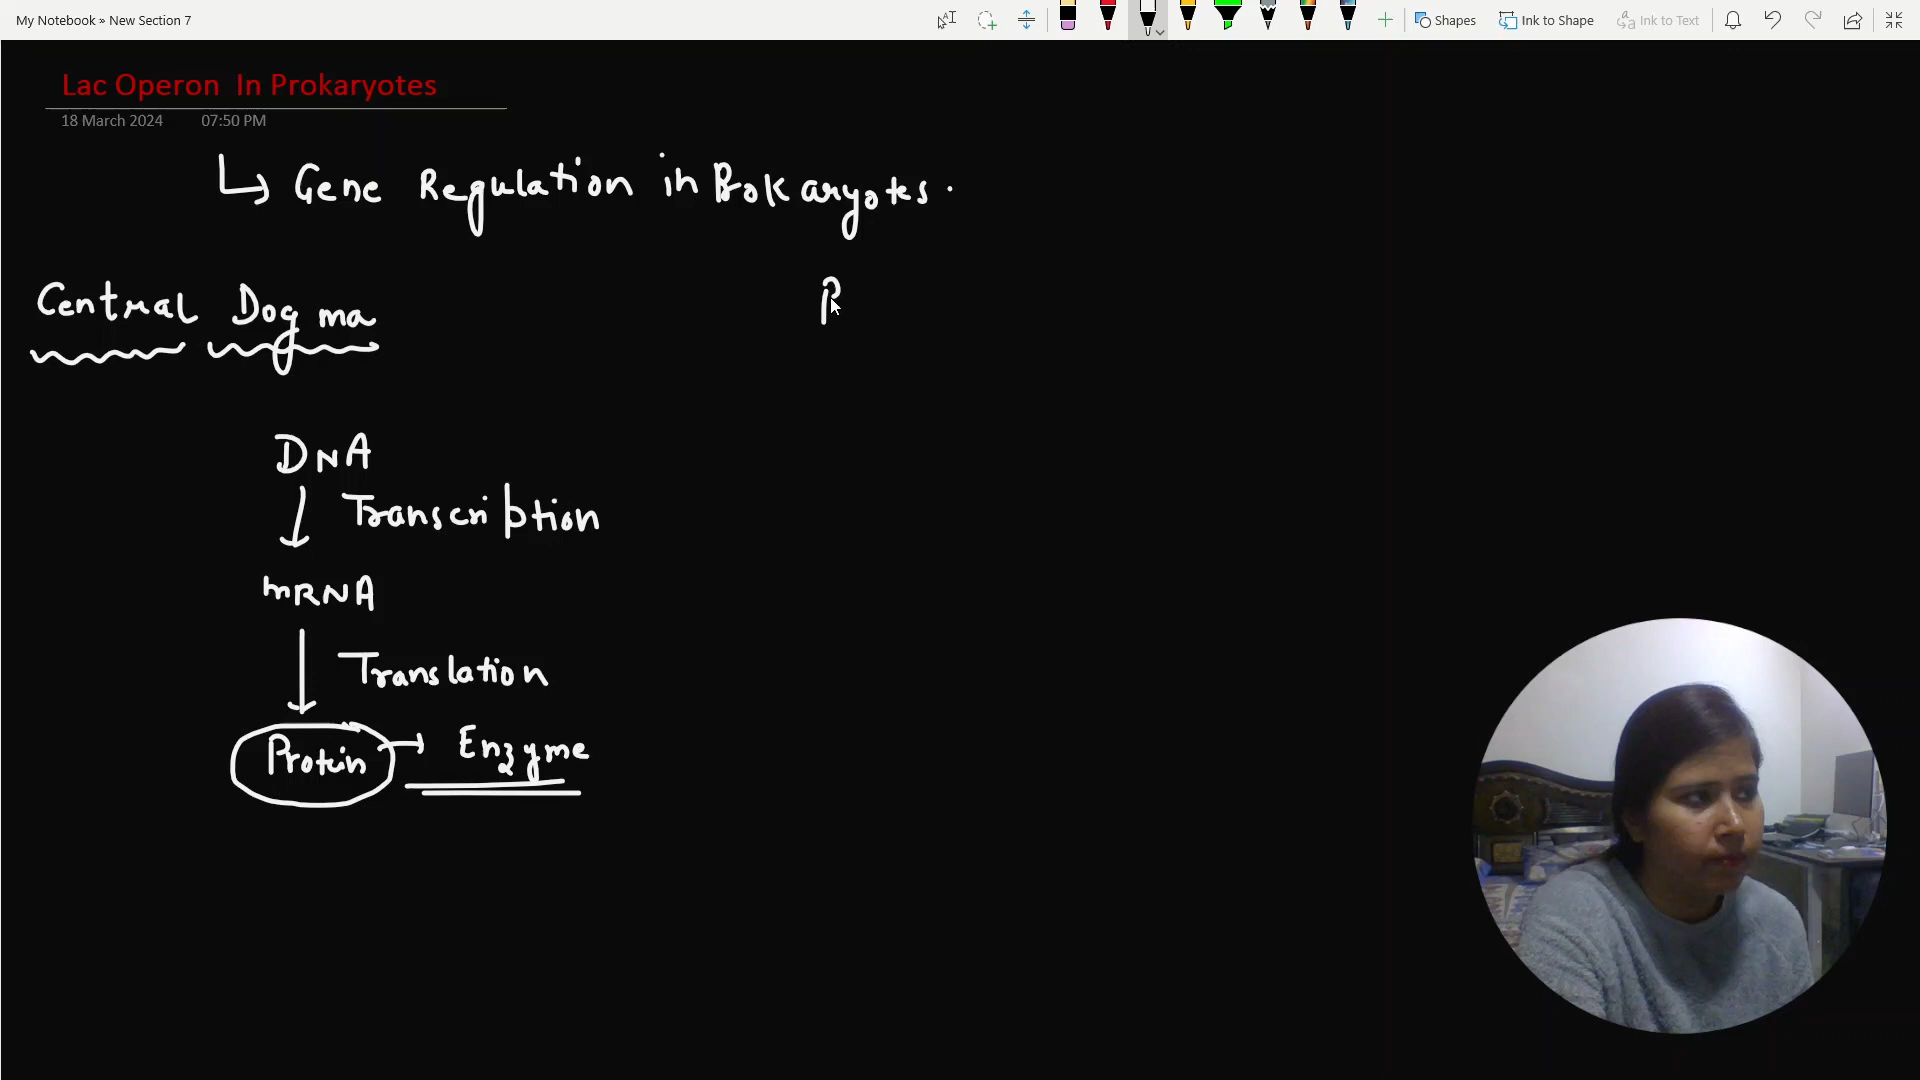 My Notebook » New Section 7
Shapes Ink to Shape Ink to Text
Lac Operon In Prokaryotes
18 March 2024 07:50 PM
Gene Regulation in Prokaryotes.
Central Dogma
P
DNA
Transcription
mRNA
Translation
Protein → Enzyme